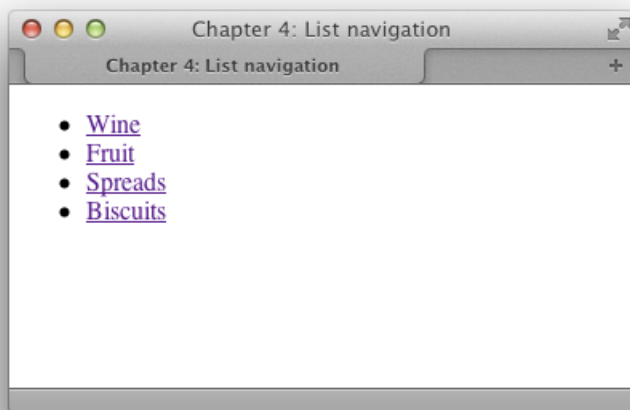 Chapter 4: List navigation
Chapter 4: List navigation
Wine
Fruit
Spreads
Biscuits